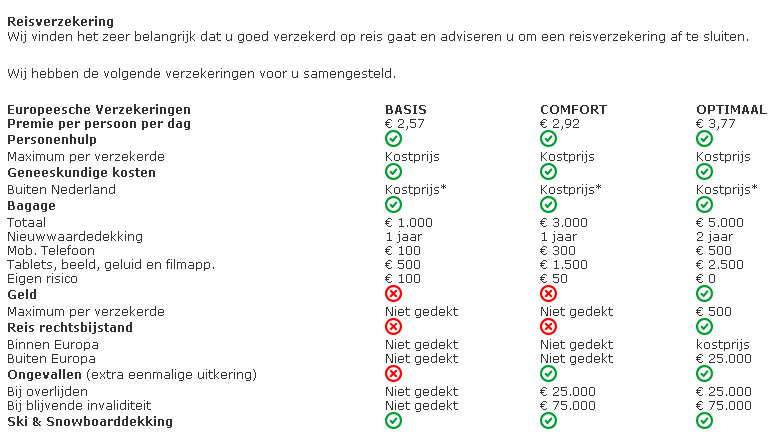 Reisverzekering
Wij vinden het zeer belangrijk dat u goed verzekerd op reis gaat en adviseren u om een reisverzekering af te sluiten.
Wij hebben de volgende verzekeringen voor u samengesteld.
Europeesche Verzekeringen BASIS COMFORT OPTIMAAL
Premie per persoon per dag € 2,57 € 2,92 € 3,77
Personenhulp
Maximum per verzekerde Kostprijs Kostprijs Kostprijs
Geneeskundige kosten
Buiten Nederland Kostprijs* Kostprijs* Kostprijs*
Bagage
Totaal € 1.000 € 3.000 € 5.000
Nieuwwaardedekking 1 jaar 1 jaar 2 jaar
Mob. Telefoon € 100 € 300 € 500
Tablets, beeld, geluid en filmapp. € 500 € 1.500 € 2.500
Eigen risico € 100 € 50 € 0
Geld
Maximum per verzekerde Niet gedekt Niet gedekt € 500
Reis rechtsbijstand
Binnen Europa Niet gedekt Niet gedekt kostprijs
Buiten Europa Niet gedekt Niet gedekt € 25.000
Ongevallen (extra eenmalige uitkering)
Bij overlijden Niet gedekt € 25.000 € 25.000
Bij blijvende invaliditeit Niet gedekt € 75.000 € 75.000
Ski & Snowboarddekking